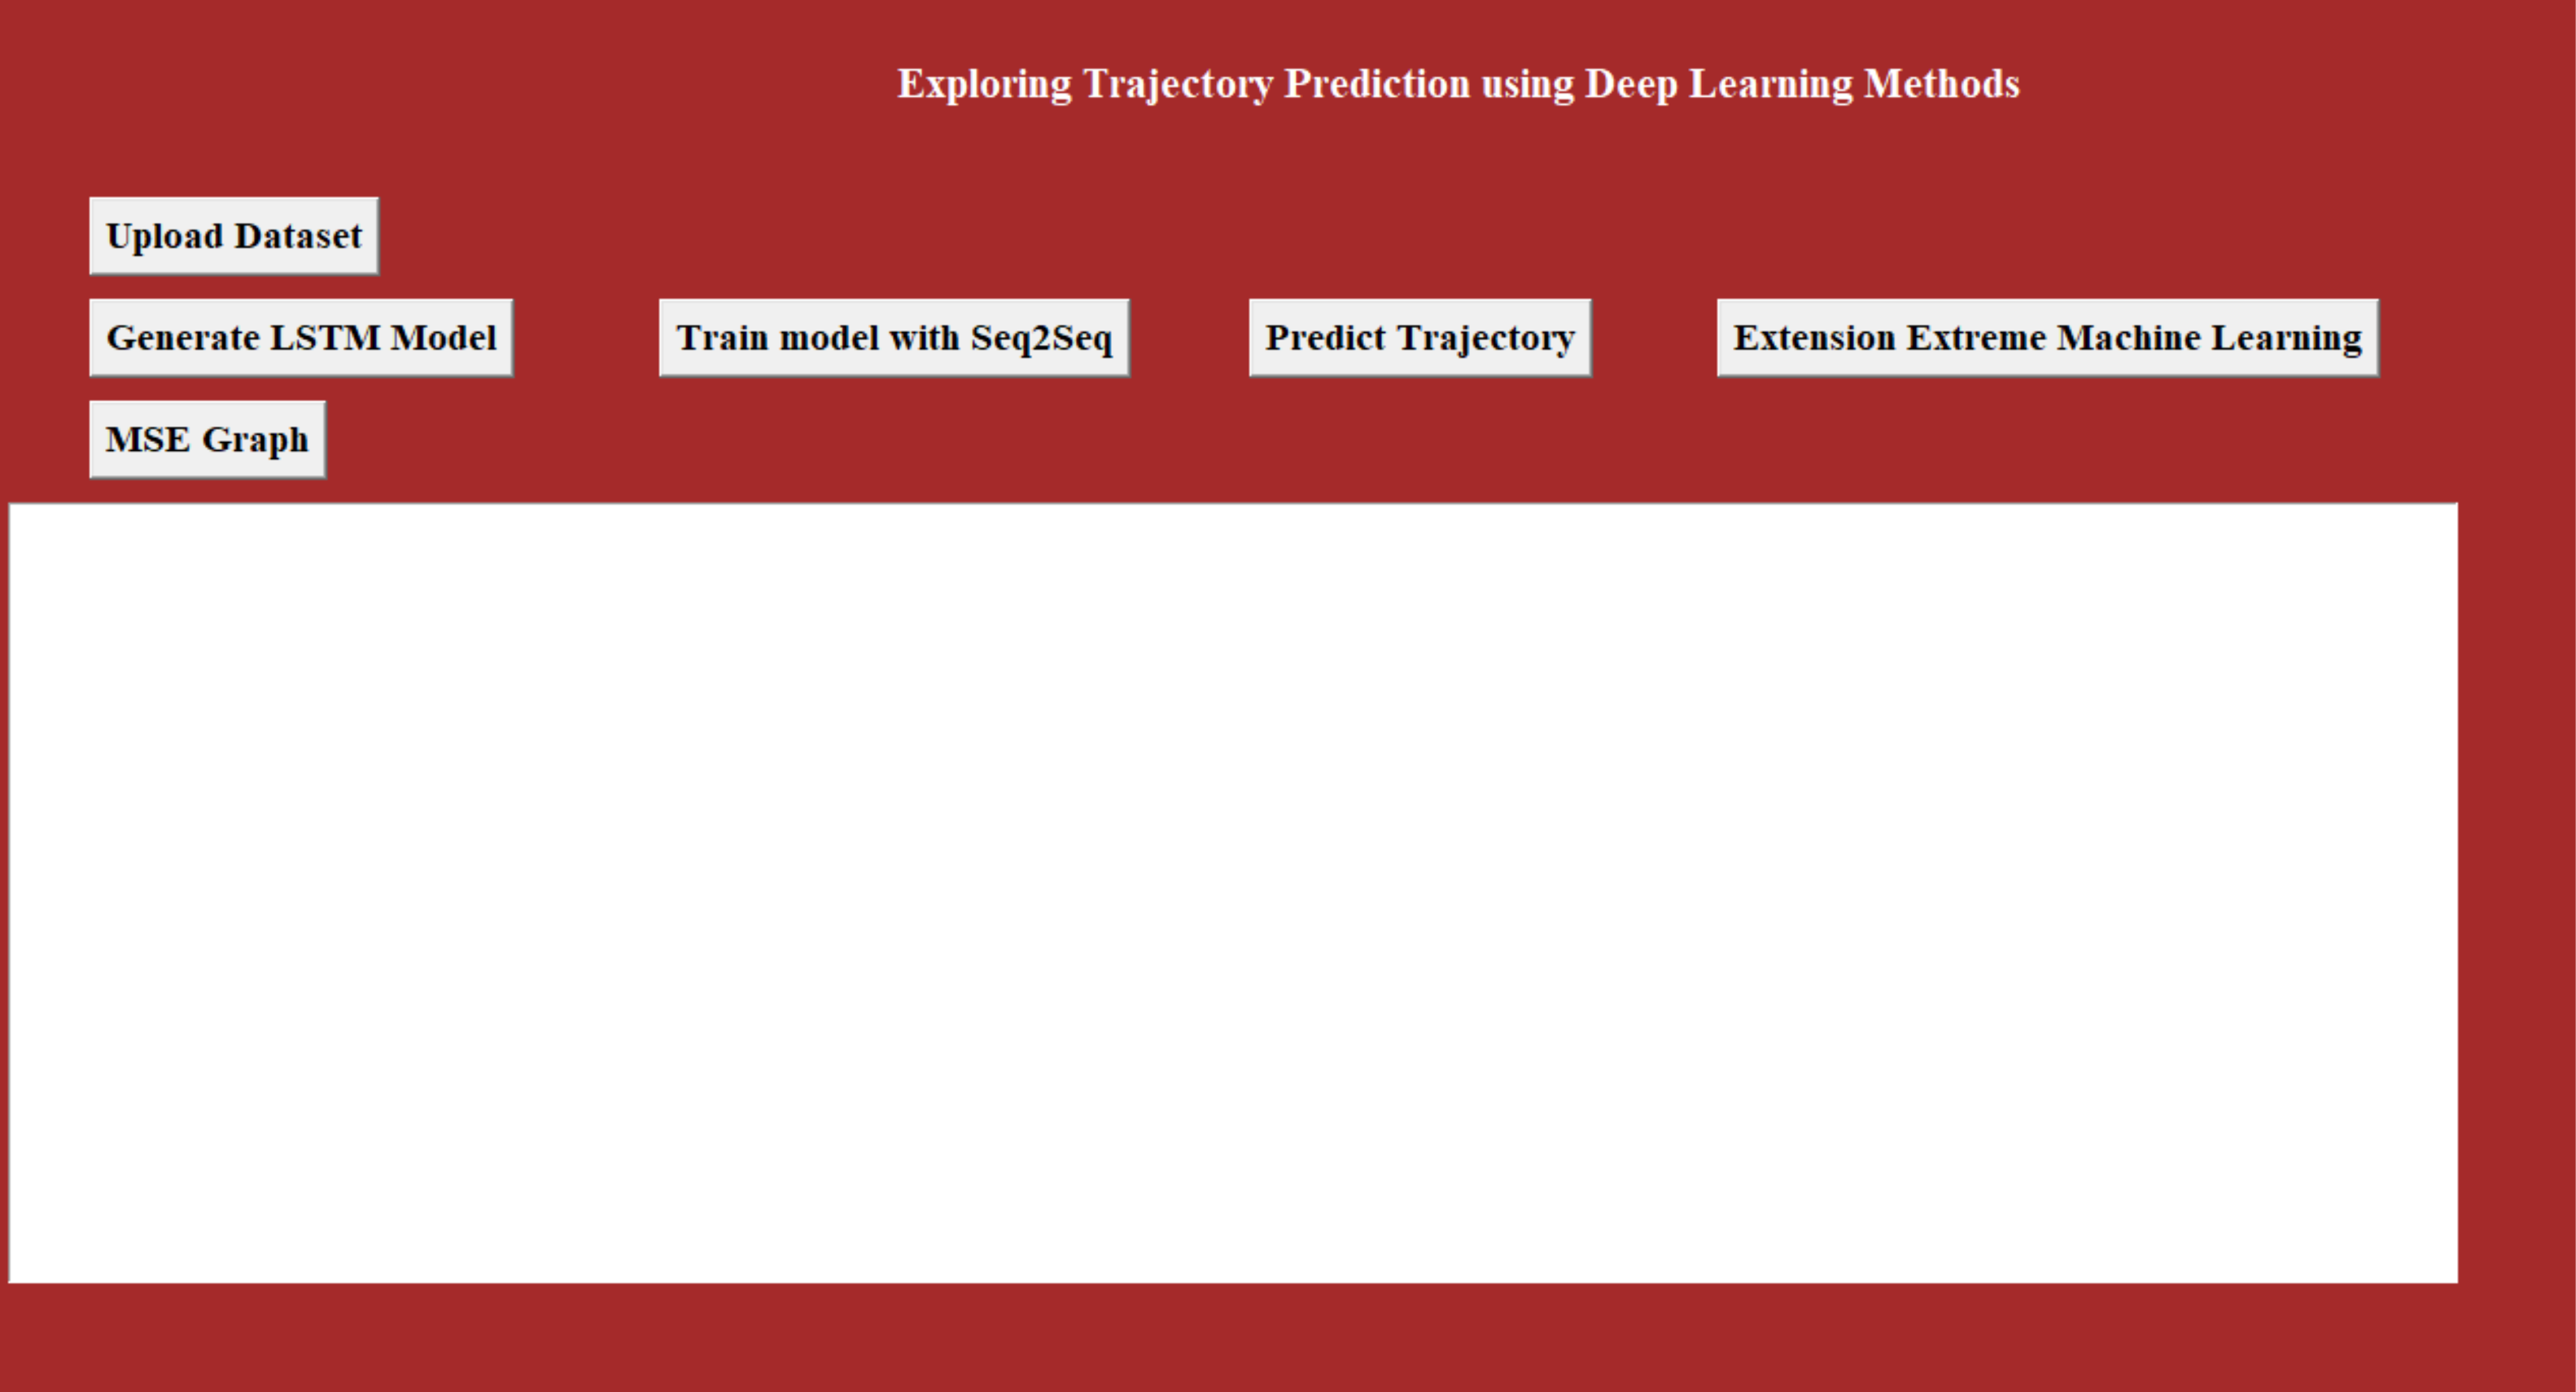 Exploring Trajectory Prediction using Deep Learning Methods
Upload Dataset
Generate LSTM Model
Train model with Seq2Seq
Predict Trajectory
Extension Extreme Machine Learning
MSE Graph